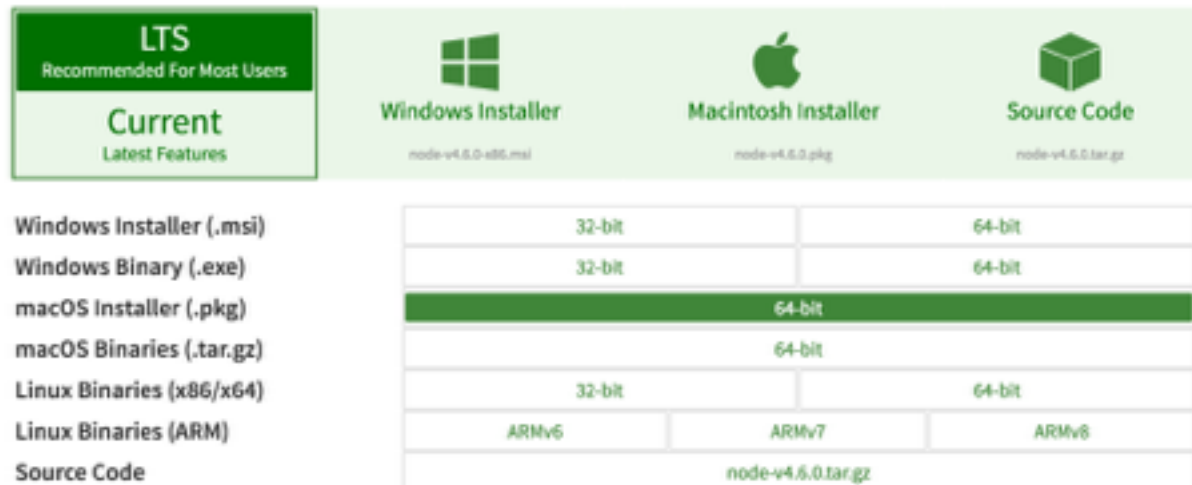 LTS
Recommended For Most Users
Current
Latest Features
Windows Installer
node-v4.6.0-x86.msi
Macintosh Installer
node-v4.6.0.pkg
Source Code
node-v4.6.0.tar.gz
Windows Installer (.msi) 32-bit 64-bit
Windows Binary (.exe) 32-bit 64-bit
macOS Installer (.pkg) 64-bit
macOS Binaries (.tar.gz) 64-bit
Linux Binaries (x86/x64) 32-bit 64-bit
Linux Binaries (ARM) ARMv6 ARMv7 ARMv8
Source Code node-v4.6.0.tar.gz